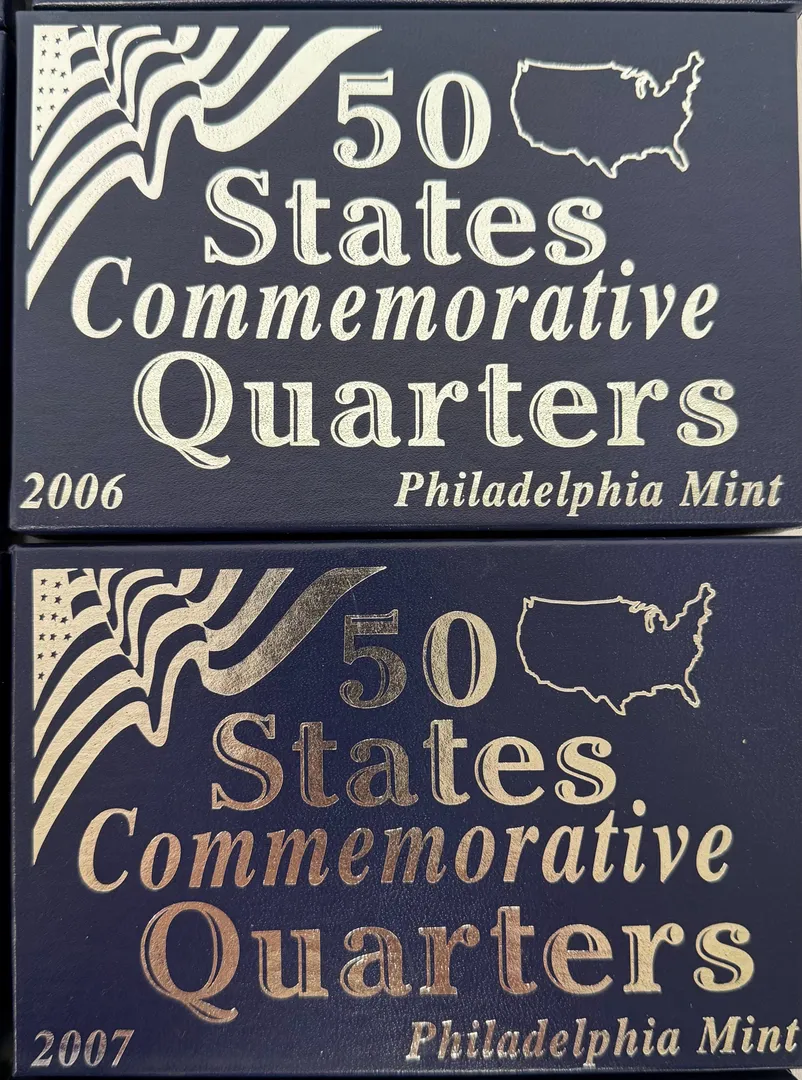 50
States
Commemorative
Quarters
2006 Philadelphia Mint
50
States
Commemorative
Quarters
2007 Philadelphia Mint